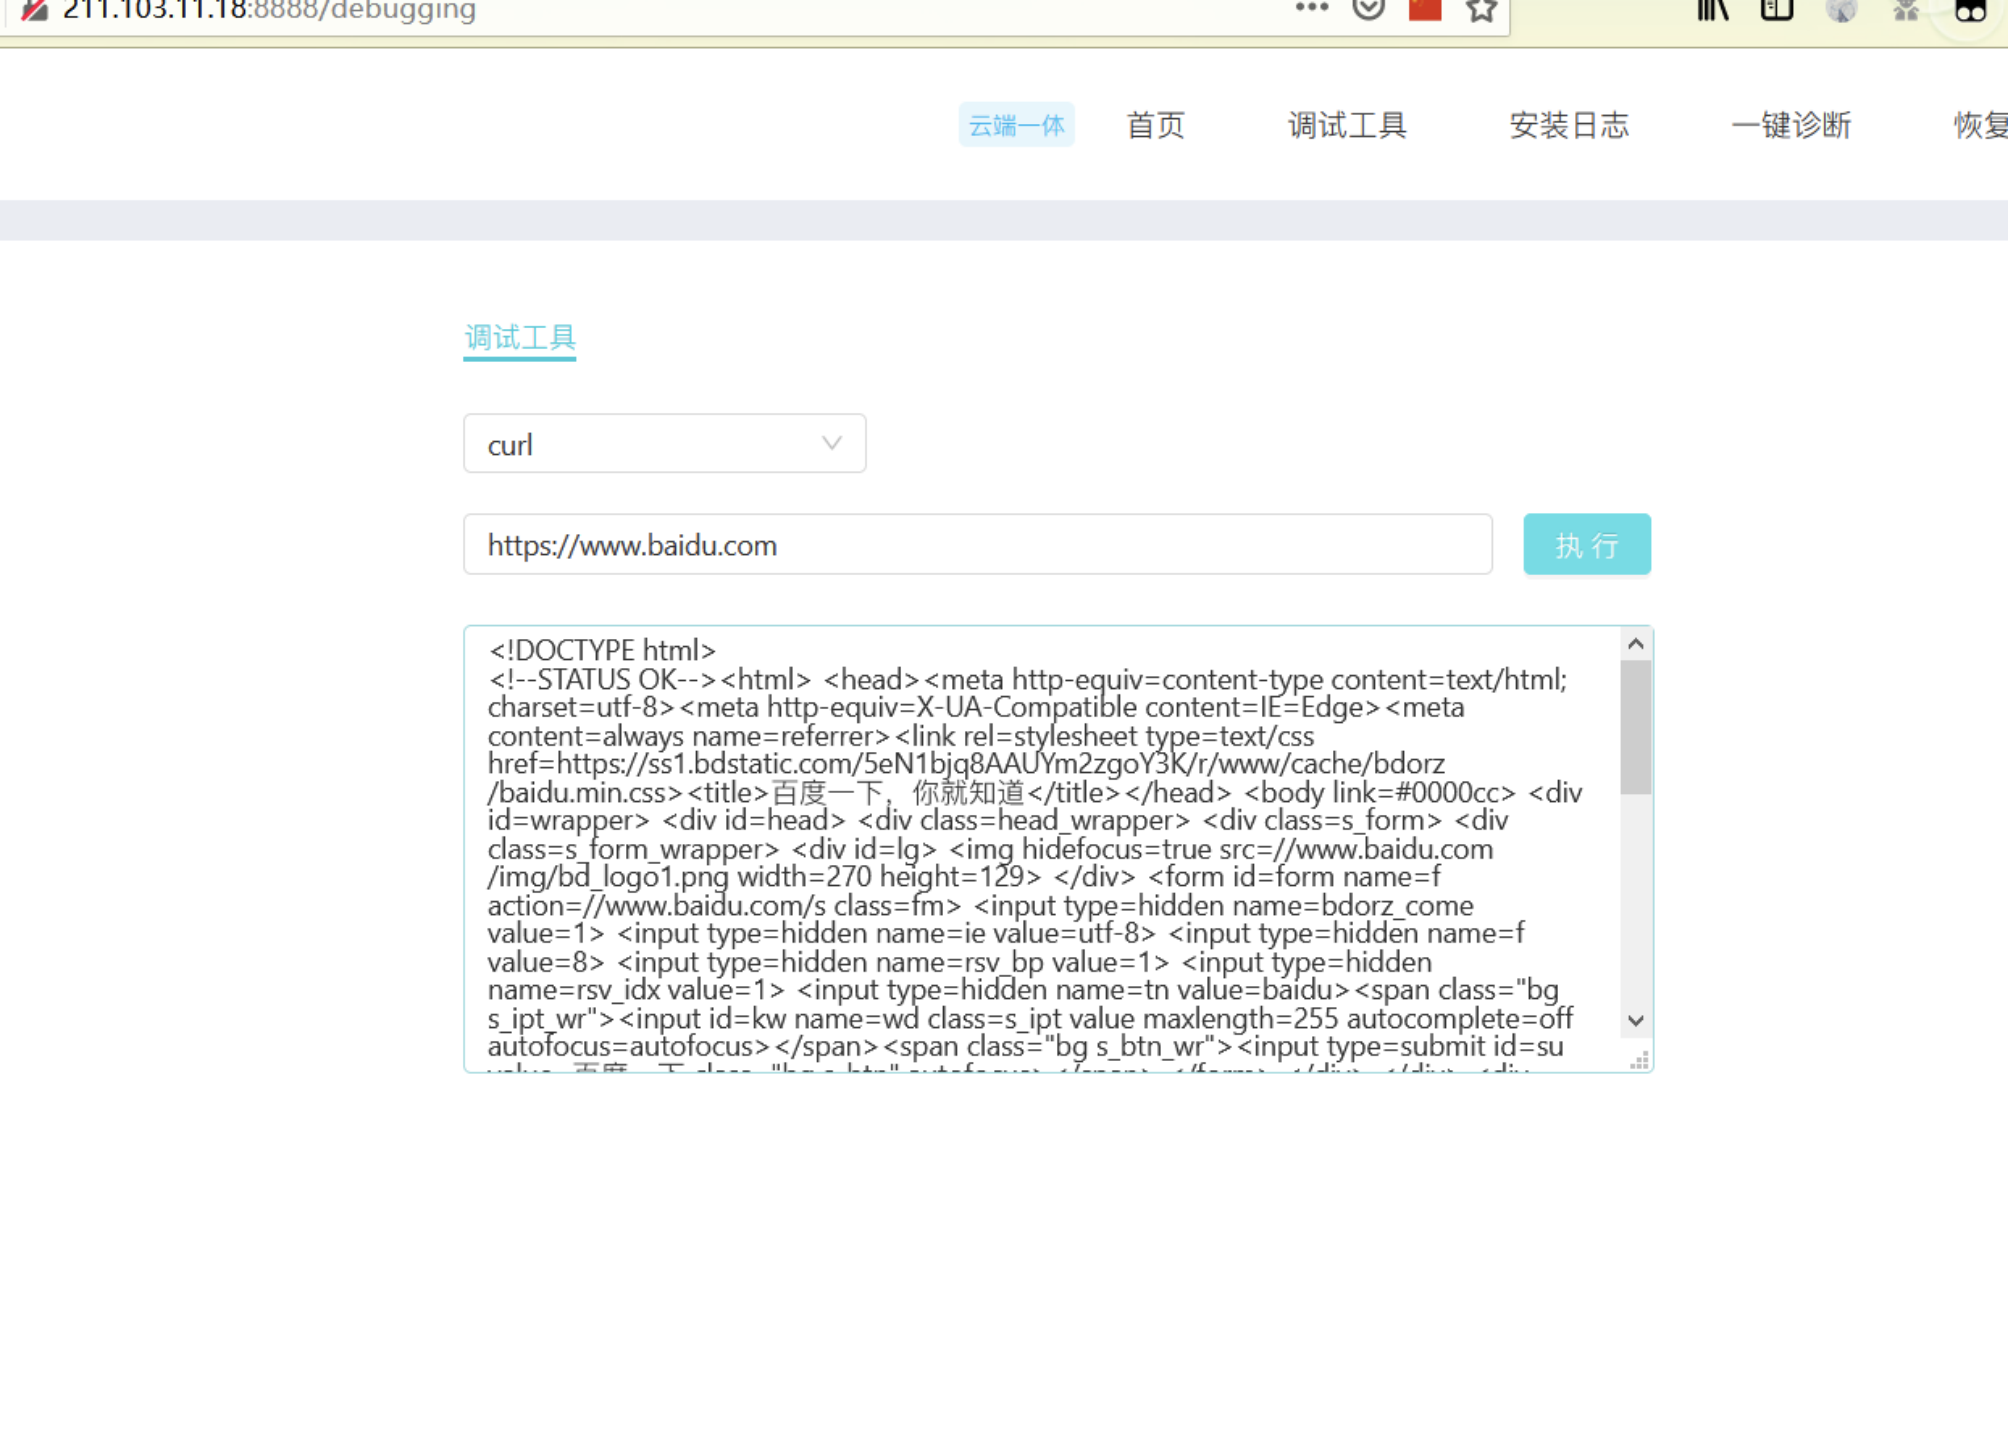 211.103.11.18:8888/debugging
云端一体 首页 调试工具 安装日志 一键诊断 恢复
调试工具
curl
https://www.baidu.com 执 行
<!DOCTYPE html>
<!--STATUS OK--><html> <head><meta http-equiv=content-type content=text/html;
charset=utf-8><meta http-equiv=X-UA-Compatible content=IE=Edge><meta
content=always name=referrer><link rel=stylesheet type=text/css
href=https://ss1.bdstatic.com/5eN1bjq8AAUYm2zgoY3K/r/www/cache/bdorz
/baidu.min.css><title>百度一下，你就知道</title></head> <body link=#0000cc> <div
id=wrapper> <div id=head> <div class=head_wrapper> <div class=s_form> <div
class=s_form_wrapper> <div id=lg> <img hidefocus=true src=//www.baidu.com
/img/bd_logo1.png width=270 height=129> </div> <form id=form name=f
action=//www.baidu.com/s class=fm> <input type=hidden name=bdorz_come
value=1> <input type=hidden name=ie value=utf-8> <input type=hidden name=f
value=8> <input type=hidden name=rsv_bp value=1> <input type=hidden
name=rsv_idx value=1> <input type=hidden name=tn value=baidu><span class="bg
s_ipt_wr"><input id=kw name=wd class=s_ipt value maxlength=255 autocomplete=off
autofocus=autofocus></span><span class="bg s_btn_wr"><input type=submit id=su